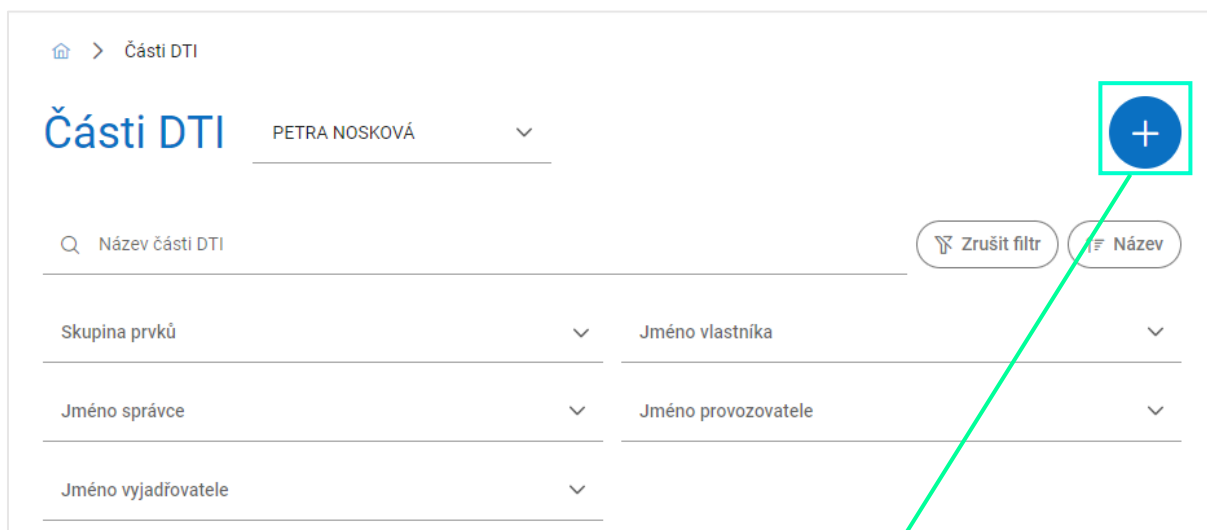 Části DTI
Části DTI PETRA NOSKOVÁ
Název části DTI Zrušit filtr Název
Skupina prvků Jméno vlastníka
Jméno správce Jméno provozovatele
Jméno vyjadřovatele